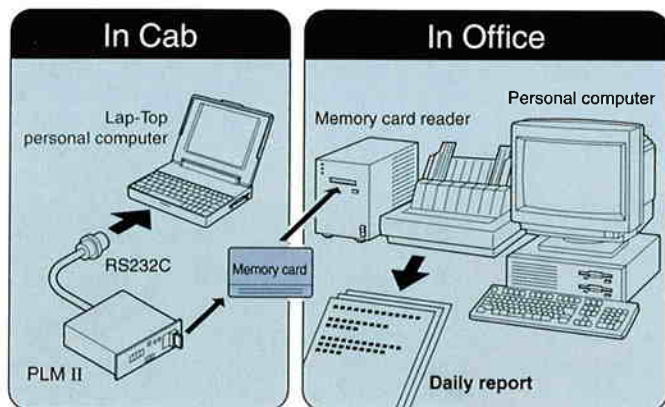 In Cab
Lap-Top
personal computer
RS232C
PLM II
Memory card
In Office
Memory card reader
Personal computer
Daily report